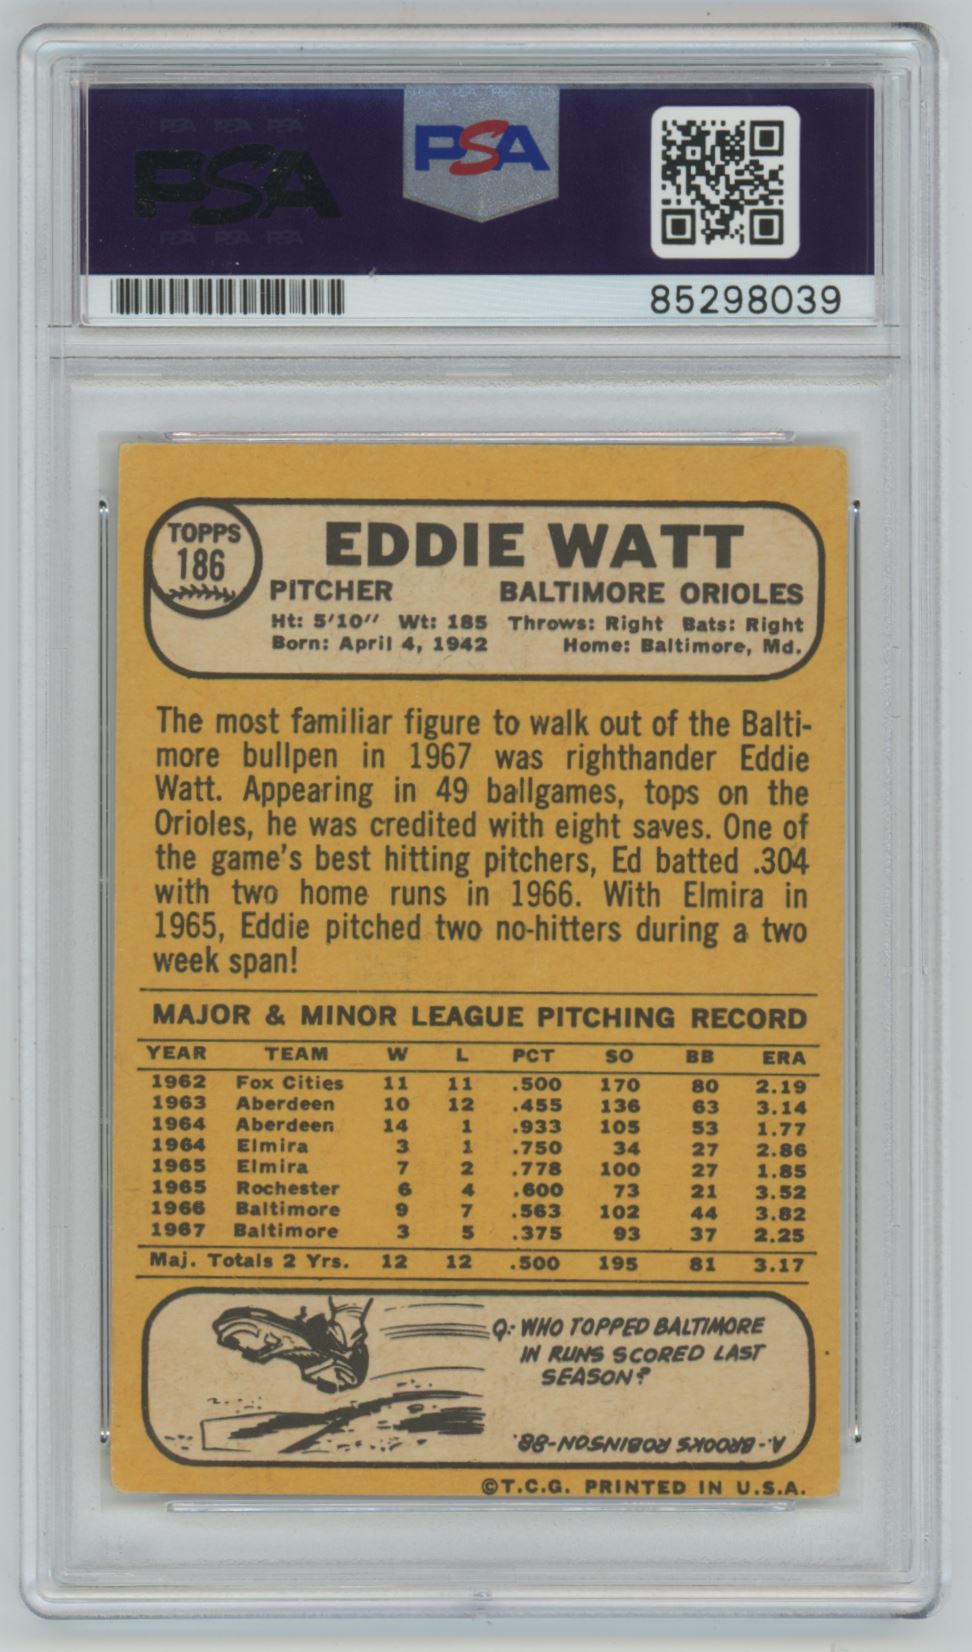 PSA PSA PSA
PSA
PSA PSA PSA
PSA
85298039
TOPPS
186
EDDIE WATT
PITCHER BALTIMORE ORIOLES
Ht: 5'10" Wt: 185 Throws: Right Bats: Right
Born: April 4, 1942 Home: Baltimore, Md.
The most familiar figure to walk out of the Balti-
more bullpen in 1967 was righthander Eddie
Watt. Appearing in 49 ballgames, tops on the
Orioles, he was credited with eight saves. One of
the game's best hitting pitchers, Ed batted .304
with two home runs in 1966. With Elmira in
1965, Eddie pitched two no-hitters during a two
week span!
MAJOR & MINOR LEAGUE PITCHING RECORD
YEAR TEAM W L PCT SO BB ERA
1962 Fox Cities 11 11 .500 170 80 2.19
1963 Aberdeen 10 12 .455 136 63 3.14
1964 Aberdeen 14 1 .933 105 53 1.77
1964 Elmira 3 1 .750 34 27 2.86
1965 Elmira 7 2 .778 100 27 1.85
1965 Rochester 6 4 .600 73 21 3.52
1966 Baltimore 9 7 .563 102 44 3.82
1967 Baltimore 3 5 .375 93 37 2.25
Maj. Totals 2 Yrs. 12 12 .500 195 81 3.17
Q:- WHO TOPPED BALTIMORE
IN RUNS SCORED LAST
SEASON?
A.- BROOKS ROBINSON-88.
©T.C.G. PRINTED IN U.S.A.